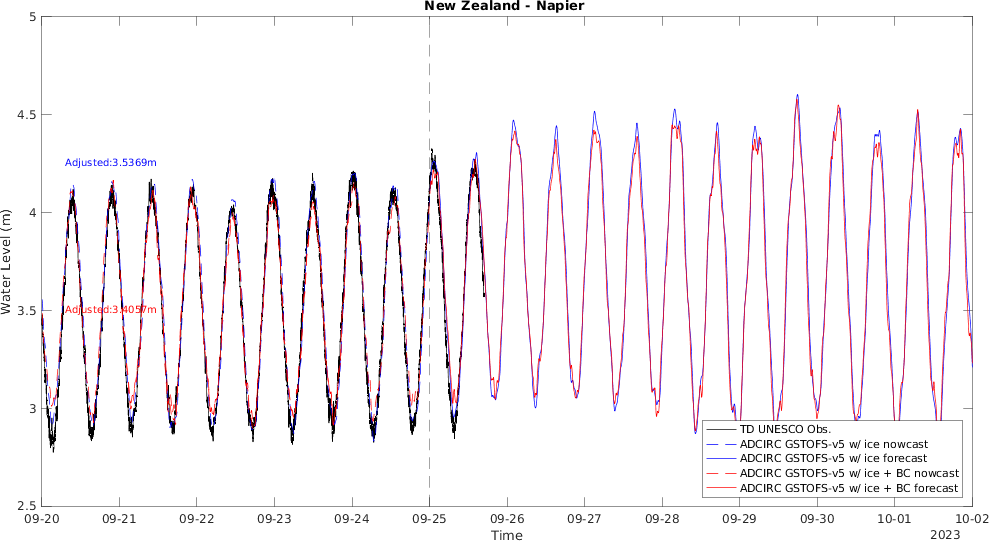 New Zealand - Napier
Water Level (m)
5
4.5
4
3.5
3
2.5
Adjusted:3.5369m
Adjusted:3.4057m
TD UNESCO Obs.
ADCIRC GSTOFS-v5 w/ ice nowcast
ADCIRC GSTOFS-v5 w/ ice forecast
ADCIRC GSTOFS-v5 w/ ice + BC nowcast
ADCIRC GSTOFS-v5 w/ ice + BC forecast
09-20 09-21 09-22 09-23 09-24 09-25 09-26 09-27 09-28 09-29 09-30 10-01 10-02
Time
2023